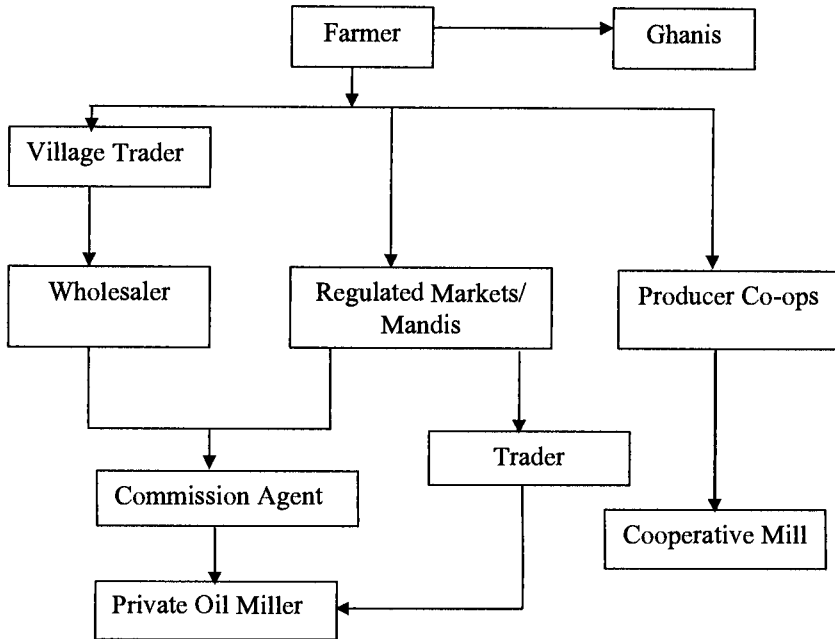 Farmer
Ghanis
Village Trader
Wholesaler
Regulated Markets/
Mandis
Producer Co-ops
Trader
Commission Agent
Cooperative Mill
Private Oil Miller